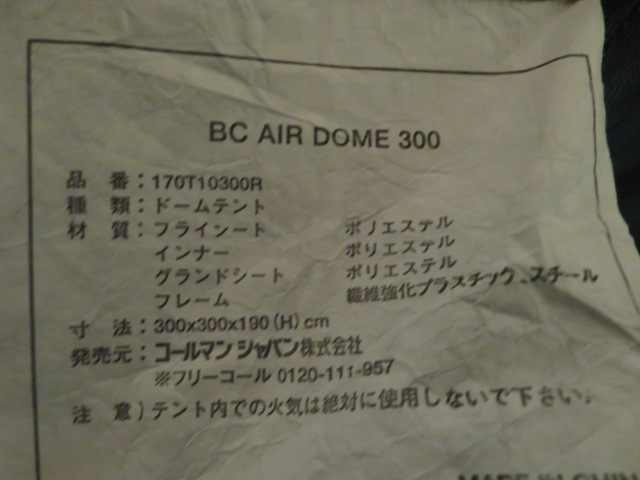 BC AIR DOME 300
品　番：170T10300R
種　類：ドームテント
材　質：フライシート　ポリエステル
インナー　ポリエステル
グランドシート　ポリエステル
フレーム　繊維強化プラスチック、スチール
寸　法：300x300x190(H)cm
発売元：コールマン ジャパン株式会社
※フリーコール 0120-111-957
注　意）テント内での火気は絶対に使用しないで下さい。
MADE IN CHIN